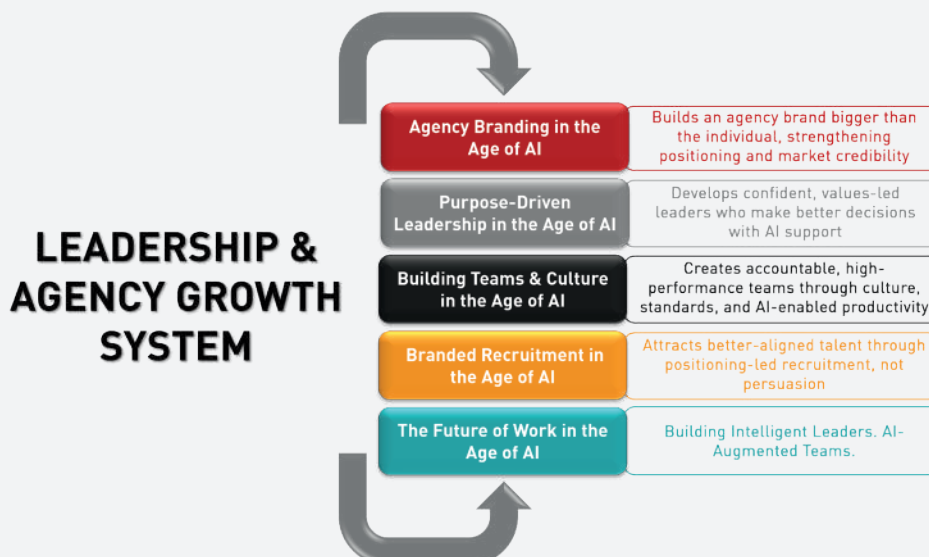 LEADERSHIP &
AGENCY GROWTH
SYSTEM
Agency Branding in the
Age of AI
Builds an agency brand bigger than
the individual, strengthening
positioning and market credibility
Purpose-Driven
Leadership in the Age of AI
Develops confident, values-led
leaders who make better decisions
with AI support
Building Teams & Culture
in the Age of AI
Creates accountable, high-
performance teams through culture,
standards, and AI-enabled productivity
Branded Recruitment in
the Age of AI
Attracts better-aligned talent through
positioning-led recruitment, not
persuasion
The Future of Work in the
Age of AI
Building Intelligent Leaders. AI-
Augmented Teams.